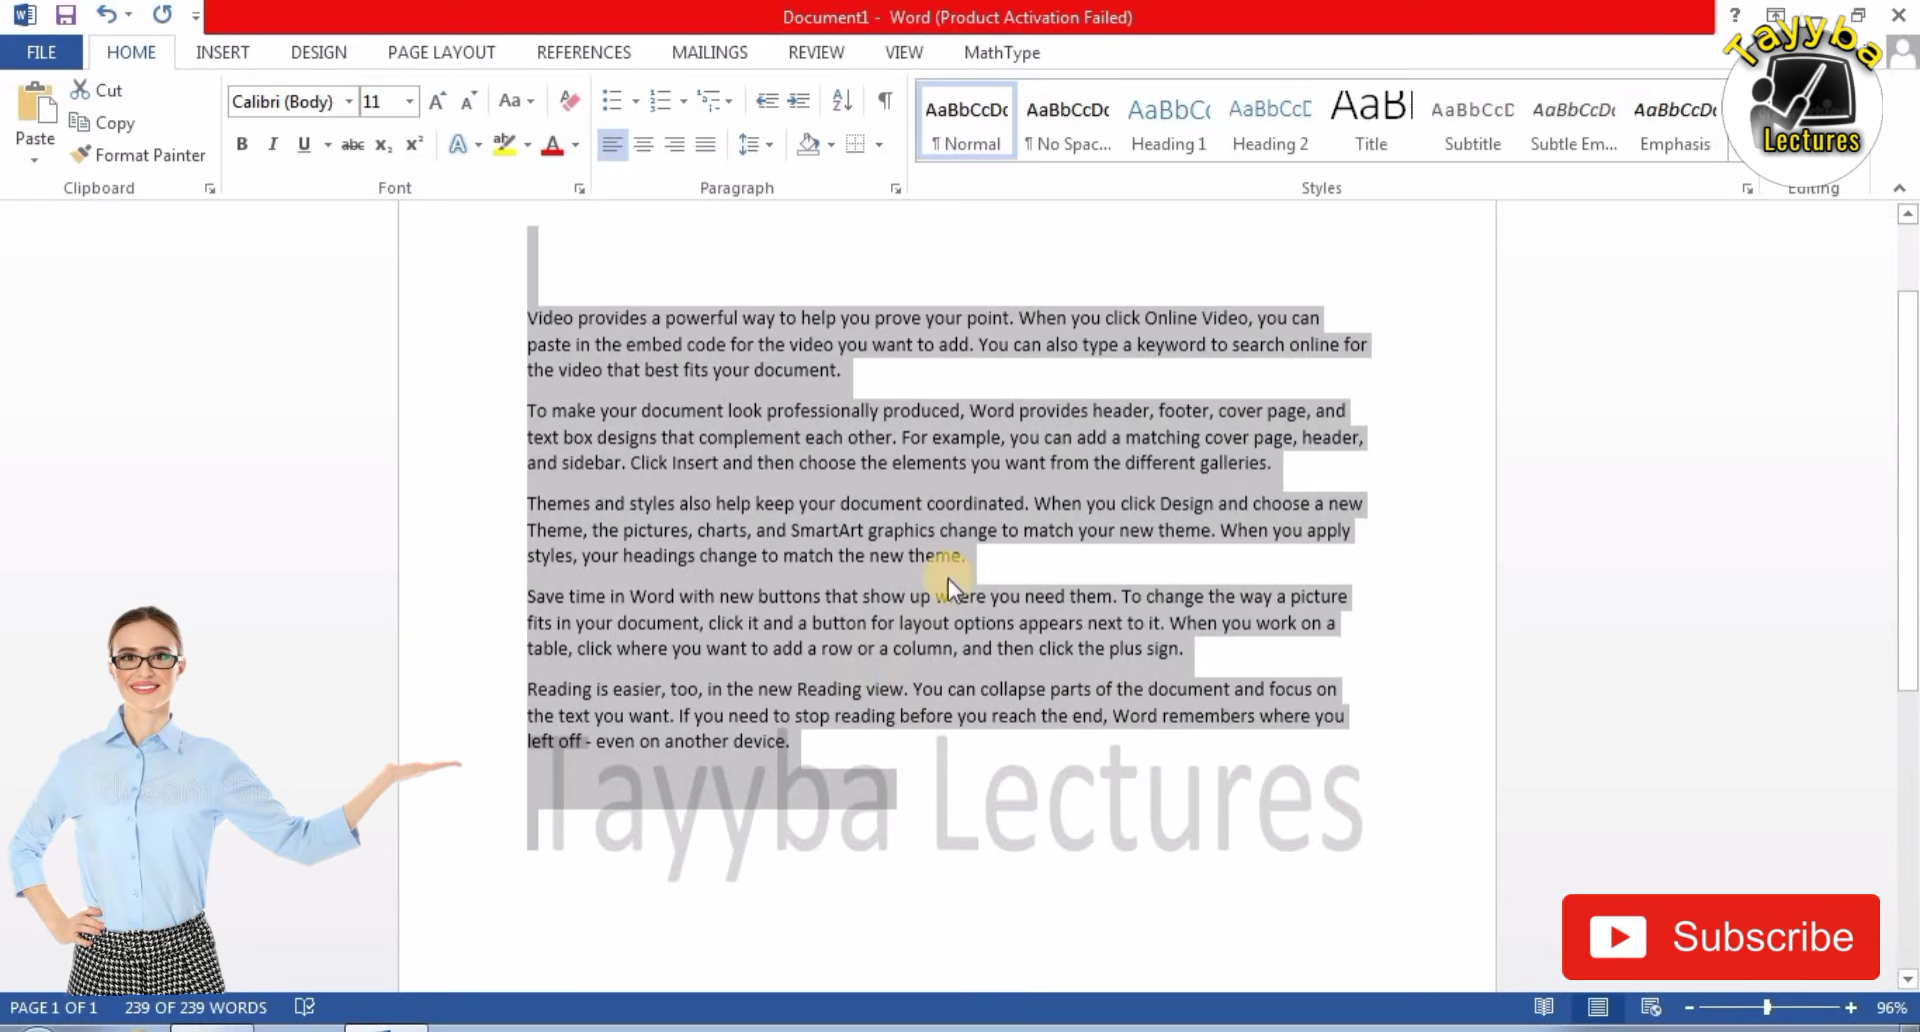 Document1 - Word (Product Activation Failed)
FILE HOME INSERT DESIGN PAGE LAYOUT REFERENCES MAILINGS REVIEW VIEW MathType
Tayyba
Lectures
Cut
Copy
Format Painter
Paste
Calibri (Body) 11
AaBbCcDc AaBbCcDc AaBbC( AaBbCcD AaB AaBbCcD AaBbCcDc AaBbCcDc
¶ Normal ¶ No Spac... Heading 1 Heading 2 Title Subtitle Subtle Em... Emphasis
Clipboard Font Paragraph Styles Editing
Video provides a powerful way to help you prove your point. When you click Online Video, you can
paste in the embed code for the video you want to add. You can also type a keyword to search online for
the video that best fits your document.
To make your document look professionally produced, Word provides header, footer, cover page, and
text box designs that complement each other. For example, you can add a matching cover page, header,
and sidebar. Click Insert and then choose the elements you want from the different galleries.
Themes and styles also help keep your document coordinated. When you click Design and choose a new
Theme, the pictures, charts, and SmartArt graphics change to match your new theme. When you apply
styles, your headings change to match the new theme.
Save time in Word with new buttons that show up where you need them. To change the way a picture
fits in your document, click it and a button for layout options appears next to it. When you work on a
table, click where you want to add a row or a column, and then click the plus sign.
Reading is easier, too, in the new Reading view. You can collapse parts of the document and focus on
the text you want. If you need to stop reading before you reach the end, Word remembers where you
left off - even on another device.
Tayyba Lectures
Subscribe
PAGE 1 OF 1 239 OF 239 WORDS 96%